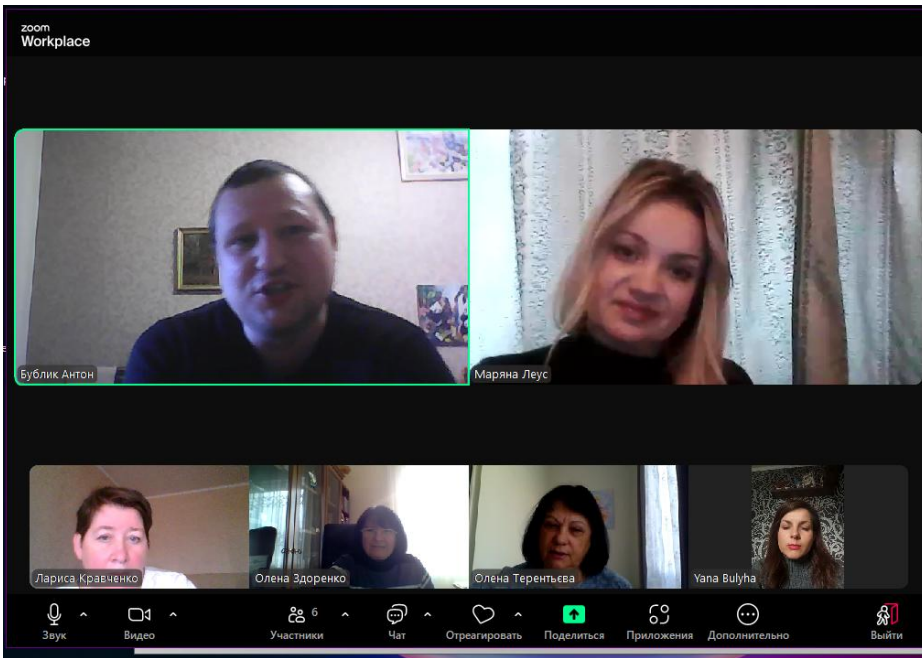 zoom
Workplace
Бублик Антон
Маряна Леус
Лариса Кравченко
Олена Здоренко
Олена Терентьєва
Yana Bulyha
6
Звук
Видео
Участники
Чат
Отреагировать
Поделиться
Приложения
Дополнительно
Выйти